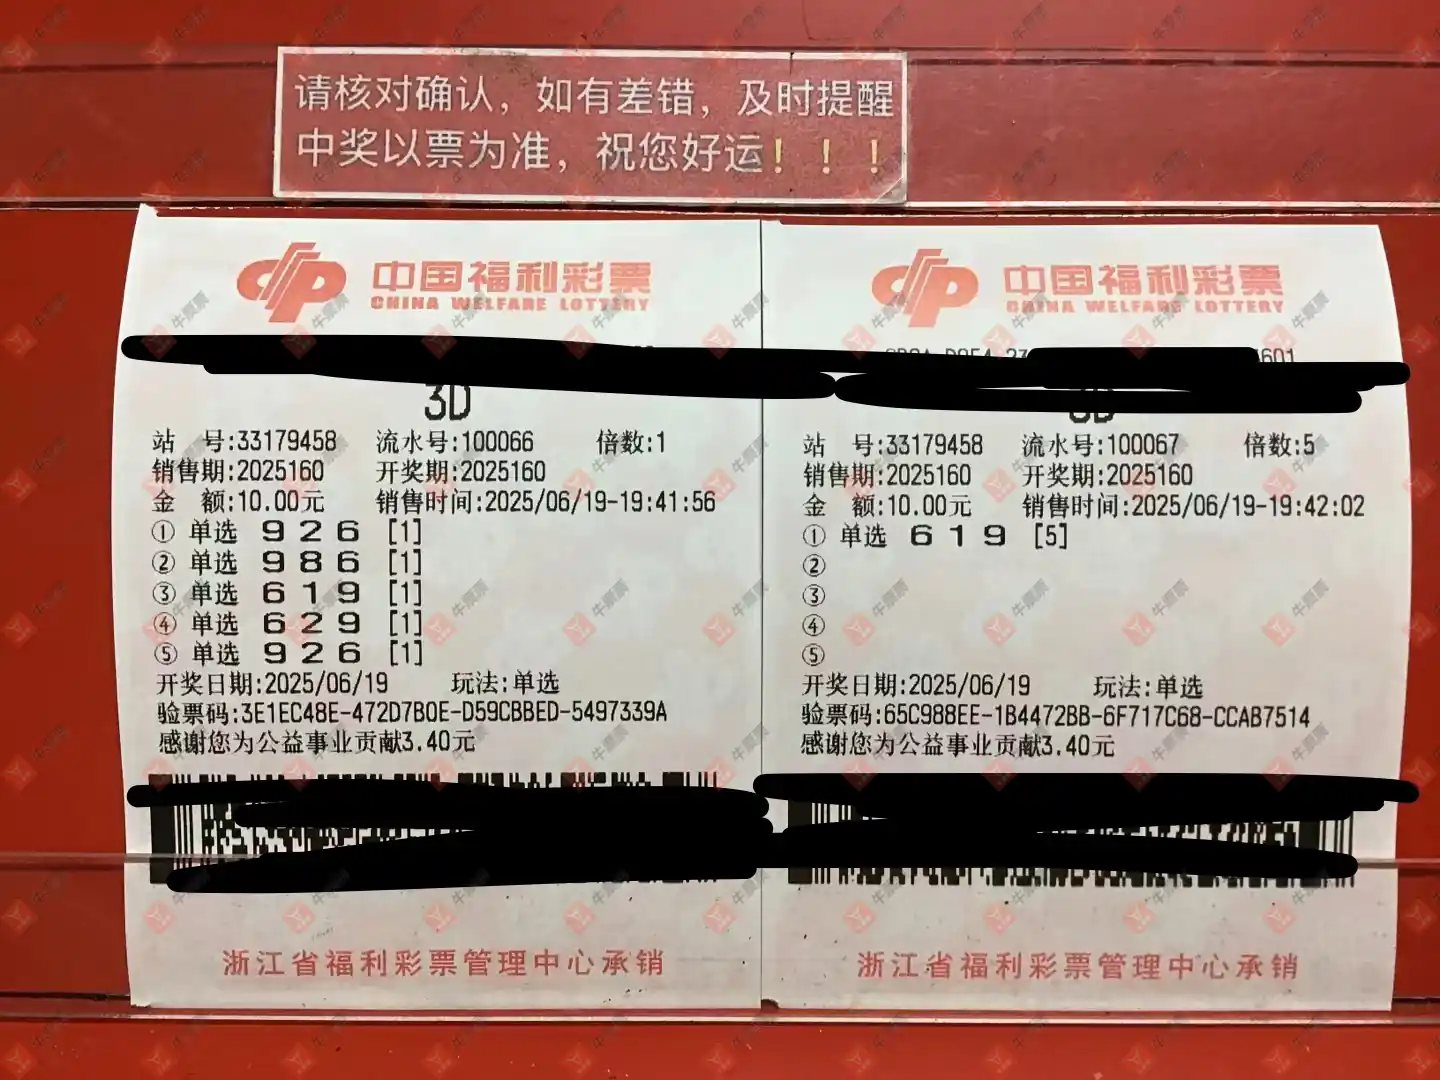 请核对确认，如有差错，及时提醒
中奖以票为准，祝您好运！！！
中国福利彩票
CHINA WELFARE LOTTERY
3D
站 号:33179458 流水号:100066 倍数:1
销售期:2025160 开奖期:2025160
金 额:10.00元 销售时间:2025/06/19-19:41:56
① 单选 9 2 6 [1]
② 单选 9 8 6 [1]
③ 单选 6 1 9 [1]
④ 单选 6 2 9 [1]
⑤ 单选 9 2 6 [1]
开奖日期:2025/06/19 玩法:单选
验票码:3E1EC48E-472D7B0E-D59CBBED-5497339A
感谢您为公益事业贡献3.40元
浙江省福利彩票管理中心承销
中国福利彩票
CHINA WELFARE LOTTERY
3D
站 号:33179458 流水号:100067 倍数:5
销售期:2025160 开奖期:2025160
金 额:10.00元 销售时间:2025/06/19-19:42:02
① 单选 6 1 9 [5]
②
③
④
⑤
开奖日期:2025/06/19 玩法:单选
验票码:65C988EE-1B4472BB-6F717C68-CCAB7514
感谢您为公益事业贡献3.40元
浙江省福利彩票管理中心承销